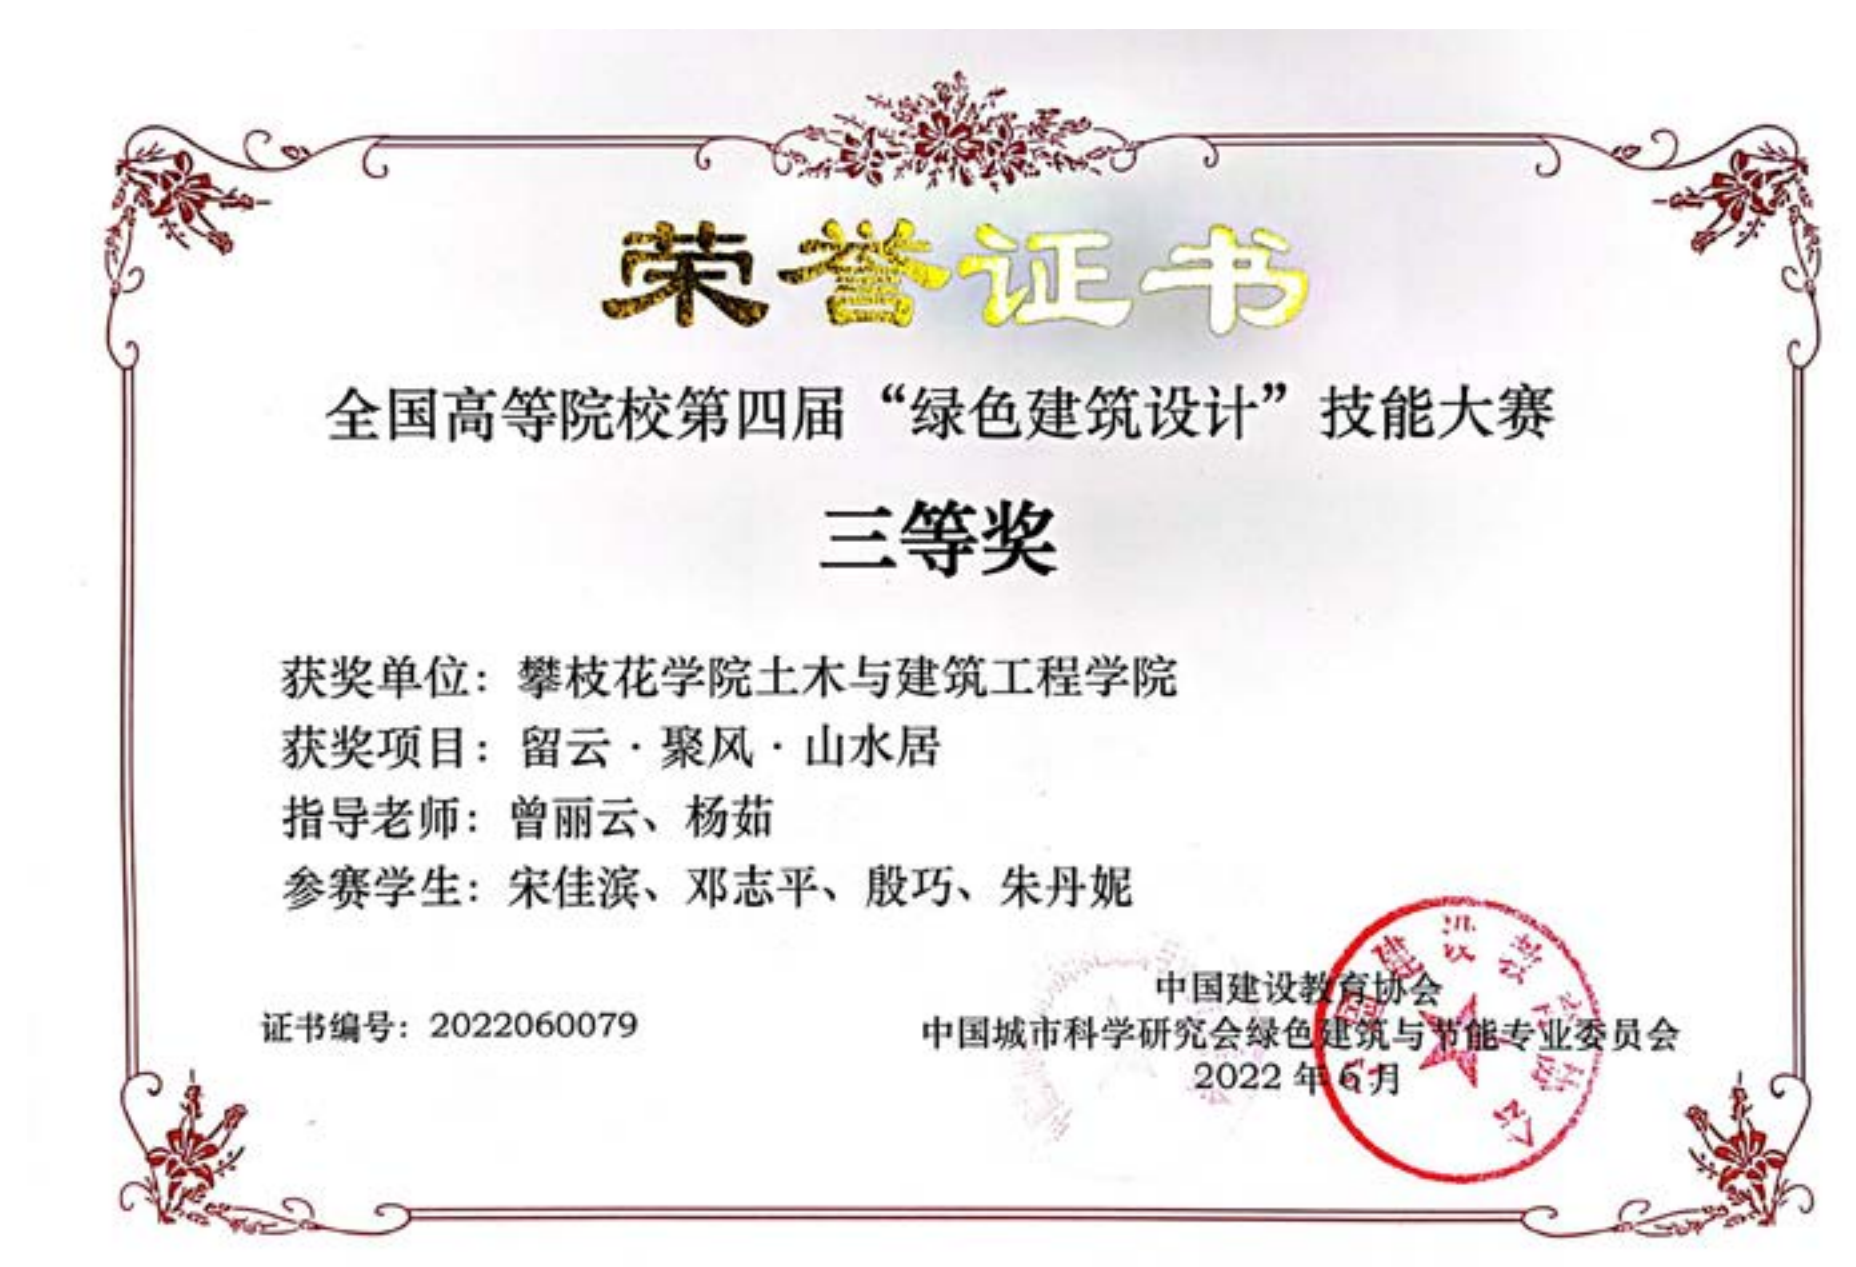 荣誉证书
全国高等院校第四届“绿色建筑设计”技能大赛
三等奖
获奖单位：攀枝花学院土木与建筑工程学院
获奖项目：留云·聚风·山水居
指导老师：曾丽云、杨茹
参赛学生：宋佳滨、邓志平、殷巧、朱丹妮
证书编号：2022060079
中国建设教育协会
中国城市科学研究会绿色建筑与节能专业委员会
2022 年 6 月